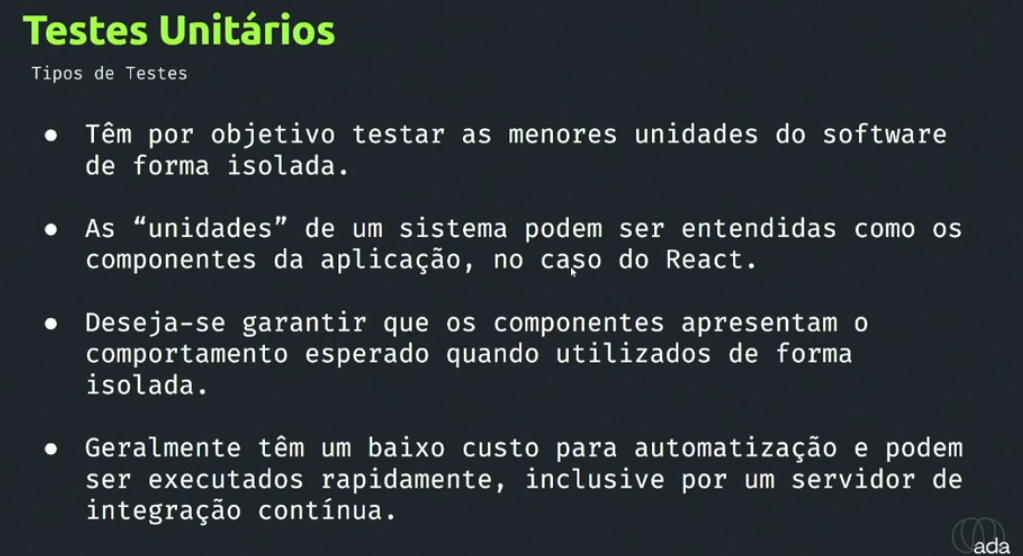 Testes Unitários
Tipos de Testes
● Têm por objetivo testar as menores unidades do software
de forma isolada.
● As “unidades” de um sistema podem ser entendidas como os
componentes da aplicação, no caso do React.
● Deseja-se garantir que os componentes apresentam o
comportamento esperado quando utilizados de forma
isolada.
● Geralmente têm um baixo custo para automatização e podem
ser executados rapidamente, inclusive por um servidor de
integração contínua.
ada